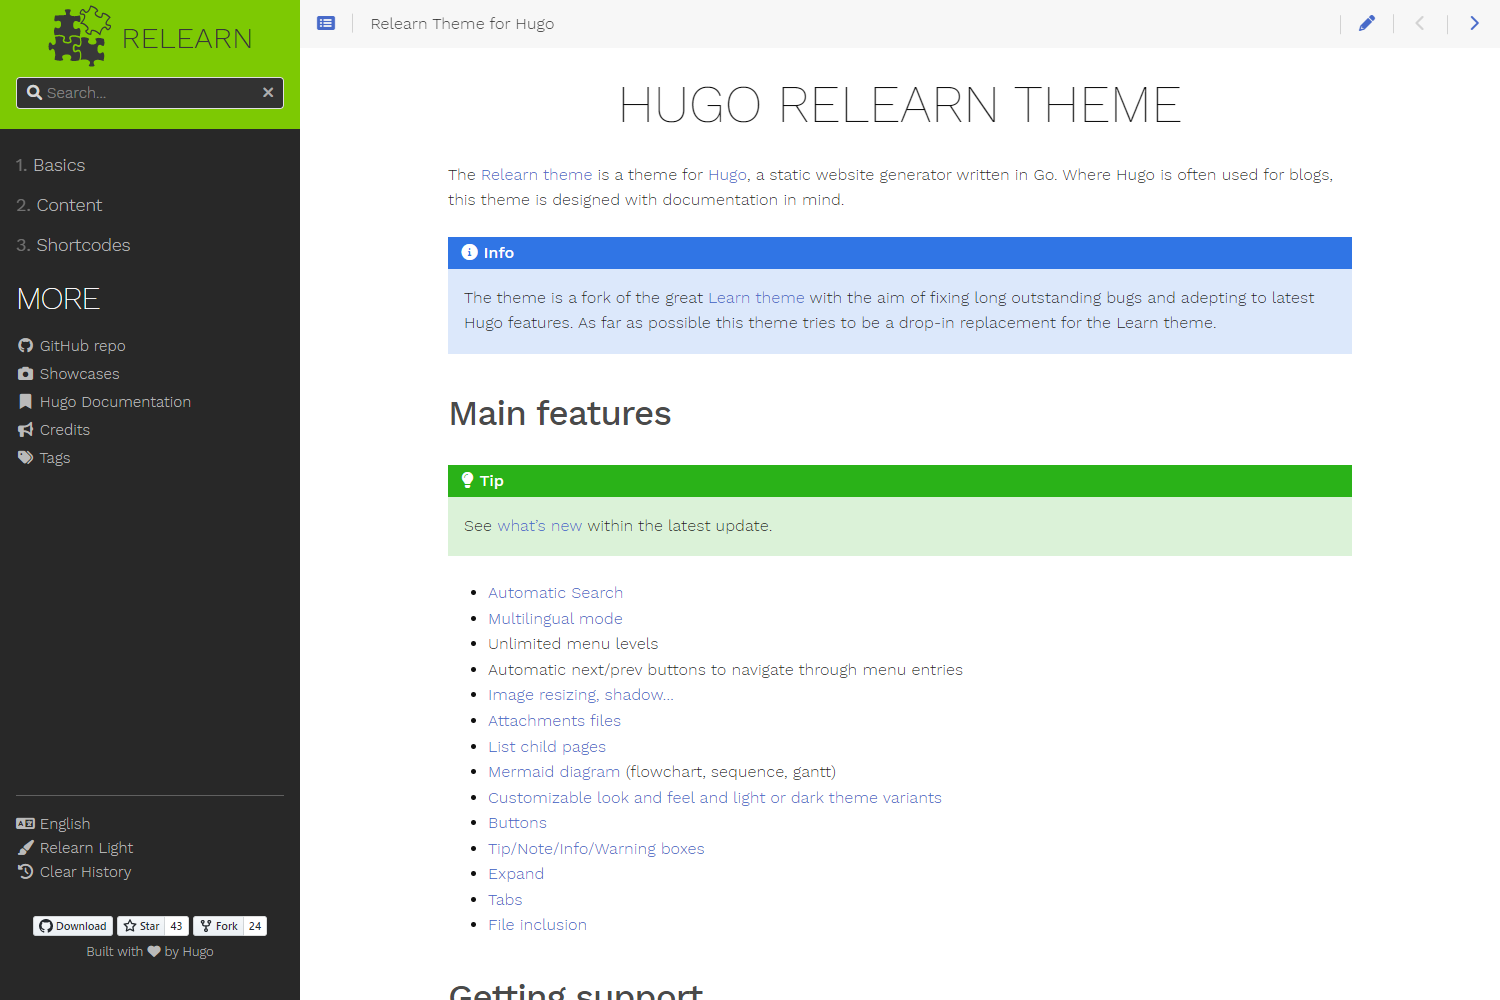 RELEARN
Search...
1. Basics
2. Content
3. Shortcodes
MORE
GitHub repo
Showcases
Hugo Documentation
Credits
Tags
English
Relearn Light
Clear History
Download Star 43 Fork 24
Built with by Hugo
Relearn Theme for Hugo
HUGO RELEARN THEME
The Relearn theme is a theme for Hugo, a static website generator written in Go. Where Hugo is often used for blogs,
this theme is designed with documentation in mind.
Info
The theme is a fork of the great Learn theme with the aim of fixing long outstanding bugs and adepting to latest
Hugo features. As far as possible this theme tries to be a drop-in replacement for the Learn theme.
Main features
Tip
See what's new within the latest update.
Automatic Search
Multilingual mode
Unlimited menu levels
Automatic next/prev buttons to navigate through menu entries
Image resizing, shadow...
Attachments files
List child pages
Mermaid diagram (flowchart, sequence, gantt)
Customizable look and feel and light or dark theme variants
Buttons
Tip/Note/Info/Warning boxes
Expand
Tabs
File inclusion
Getting support